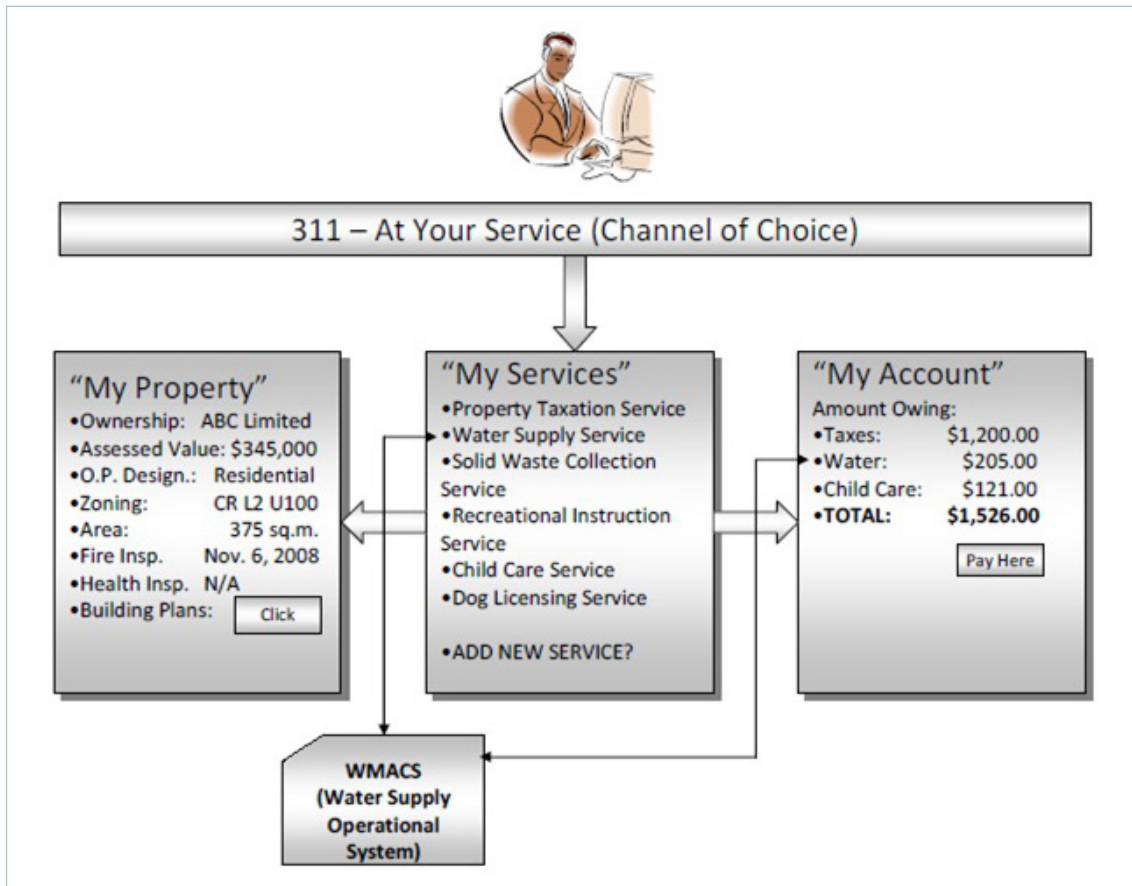 311 – At Your Service (Channel of Choice)
“My Property”
•Ownership: ABC Limited
•Assessed Value: $345,000
•O.P. Design.: Residential
•Zoning: CR L2 U100
•Area: 375 sq.m.
•Fire Insp. Nov. 6, 2008
•Health Insp. N/A
•Building Plans: Click
“My Services”
•Property Taxation Service
•Water Supply Service
•Solid Waste Collection
Service
•Recreational Instruction
Service
•Child Care Service
•Dog Licensing Service
•ADD NEW SERVICE?
“My Account”
Amount Owing:
•Taxes: $1,200.00
•Water: $205.00
•Child Care: $121.00
•TOTAL: $1,526.00
Pay Here
WMACS
(Water Supply
Operational
System)